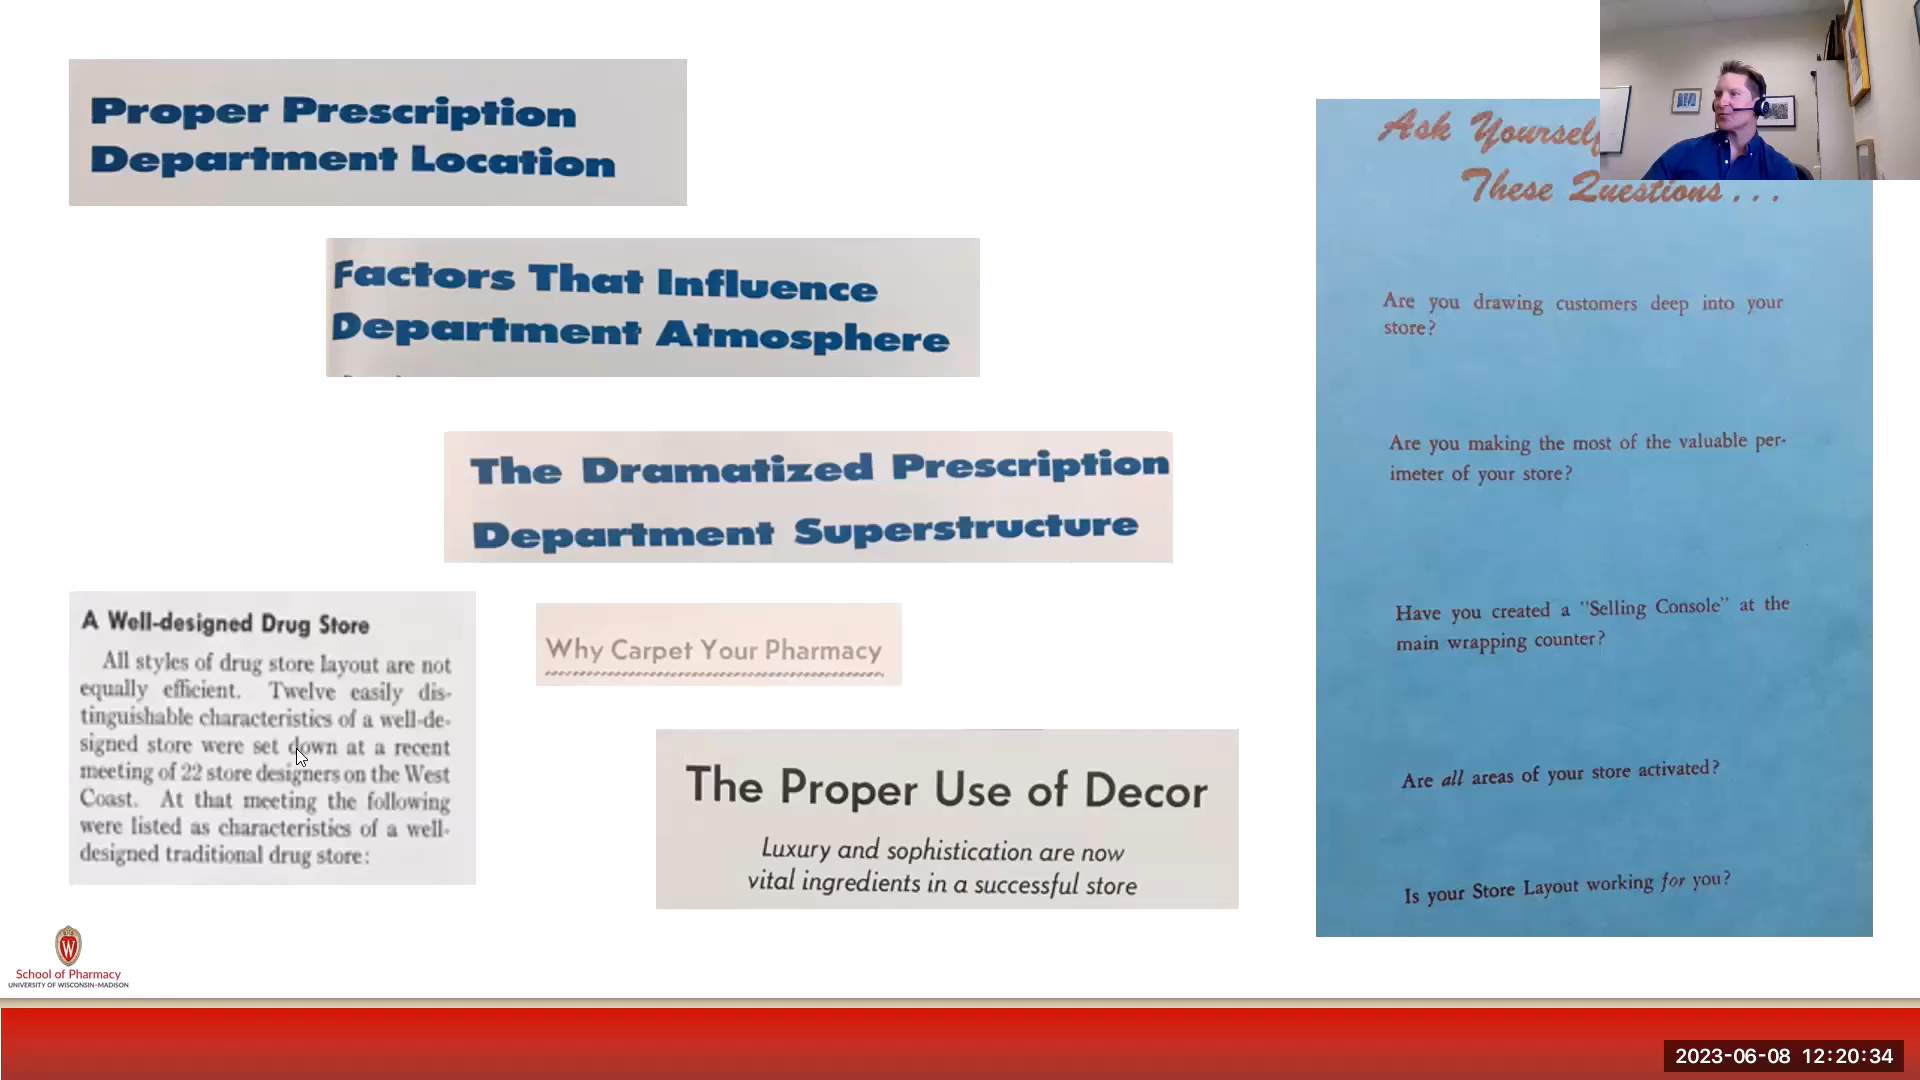 Proper Prescription
Department Location
Factors That Influence
Department Atmosphere
The Dramatized Prescription
Department Superstructure
A Well-designed Drug Store
All styles of drug store layout are not
equally efficient. Twelve easily dis-
tinguishable characteristics of a well-de-
signed store were set down at a recent
meeting of 22 store designers on the West
Coast. At that meeting the following
were listed as characteristics of a well-
designed traditional drug store:
Why Carpet Your Pharmacy
The Proper Use of Decor
Luxury and sophistication are now
vital ingredients in a successful store
Ask Yourself
These Questions...
Are you drawing customers deep into your
store?
Are you making the most of the valuable per-
imeter of your store?
Have you created a "Selling Console" at the
main wrapping counter?
Are all areas of your store activated?
Is your Store Layout working for you?
W
School of Pharmacy
UNIVERSITY OF WISCONSIN-MADISON
2023-06-08 12:20:34